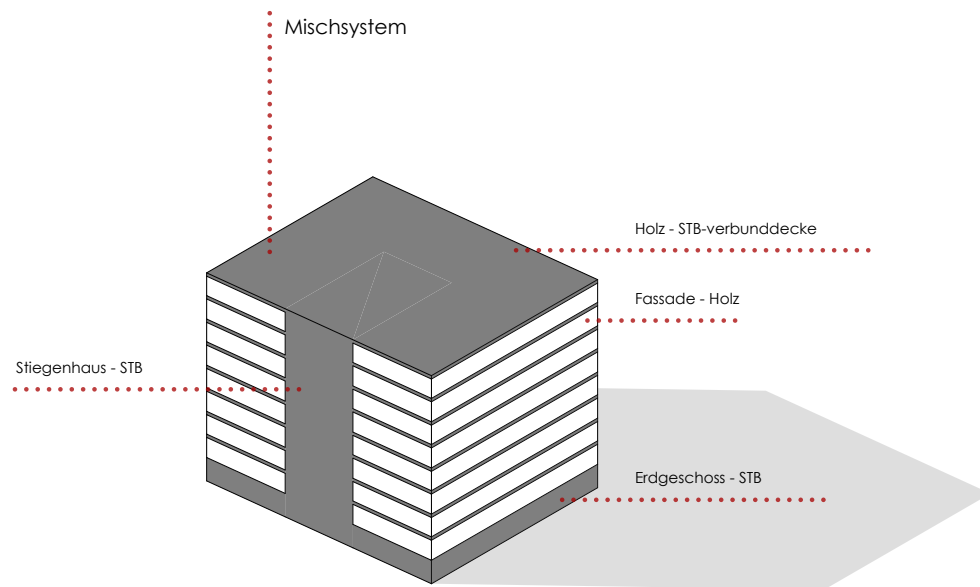 Mischsystem
Holz - STB-verbunddecke
Fassade - Holz
Stiegenhaus - STB
Erdgeschoss - STB